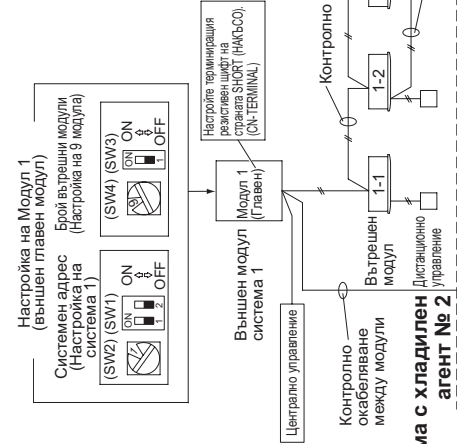 Настройка на Модул 1
(външен главен модул)
Системен адрес
(Настройка на
система 1)
(SW2) (SW1)
ON
1 2
ON
OFF
Брой вътрешни модули
(Настройка на 9 модула)
(SW4) (SW3)
ON
1
ON
OFF
Външен модул
система 1
Модул 1
(Главен)
Настройте терминиращия
резистивен щифт на
страната SHORT (НАКЪСО).
(CN-TERMINAL)
Централно управление
Контролно
окабеляване
между модули
Вътрешен
модул
1-1
1-2
Дистанционно
управление
Контролно
ма с хладилен
агент № 2